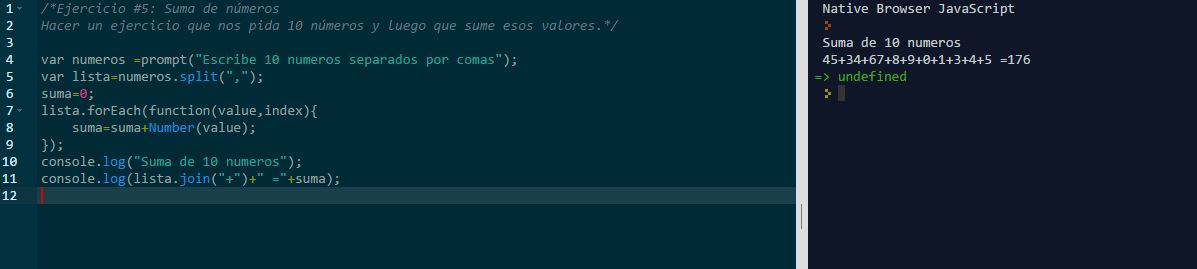 1 /*Ejercicio #5: Suma de números
2 Hacer un ejercicio que nos pida 10 números y luego que sume esos valores.*/
3
4 var numeros =prompt("Escribe 10 numeros separados por comas");
5 var lista=numeros.split(",");
6 suma=0;
7 lista.forEach(function(value,index){
8     suma=suma+Number(value);
9 });
10 console.log("Suma de 10 numeros");
11 console.log(lista.join("+")+" ="+suma);
12
Native Browser JavaScript
Suma de 10 numeros
45+34+67+8+9+0+1+3+4+5 =176
=> undefined